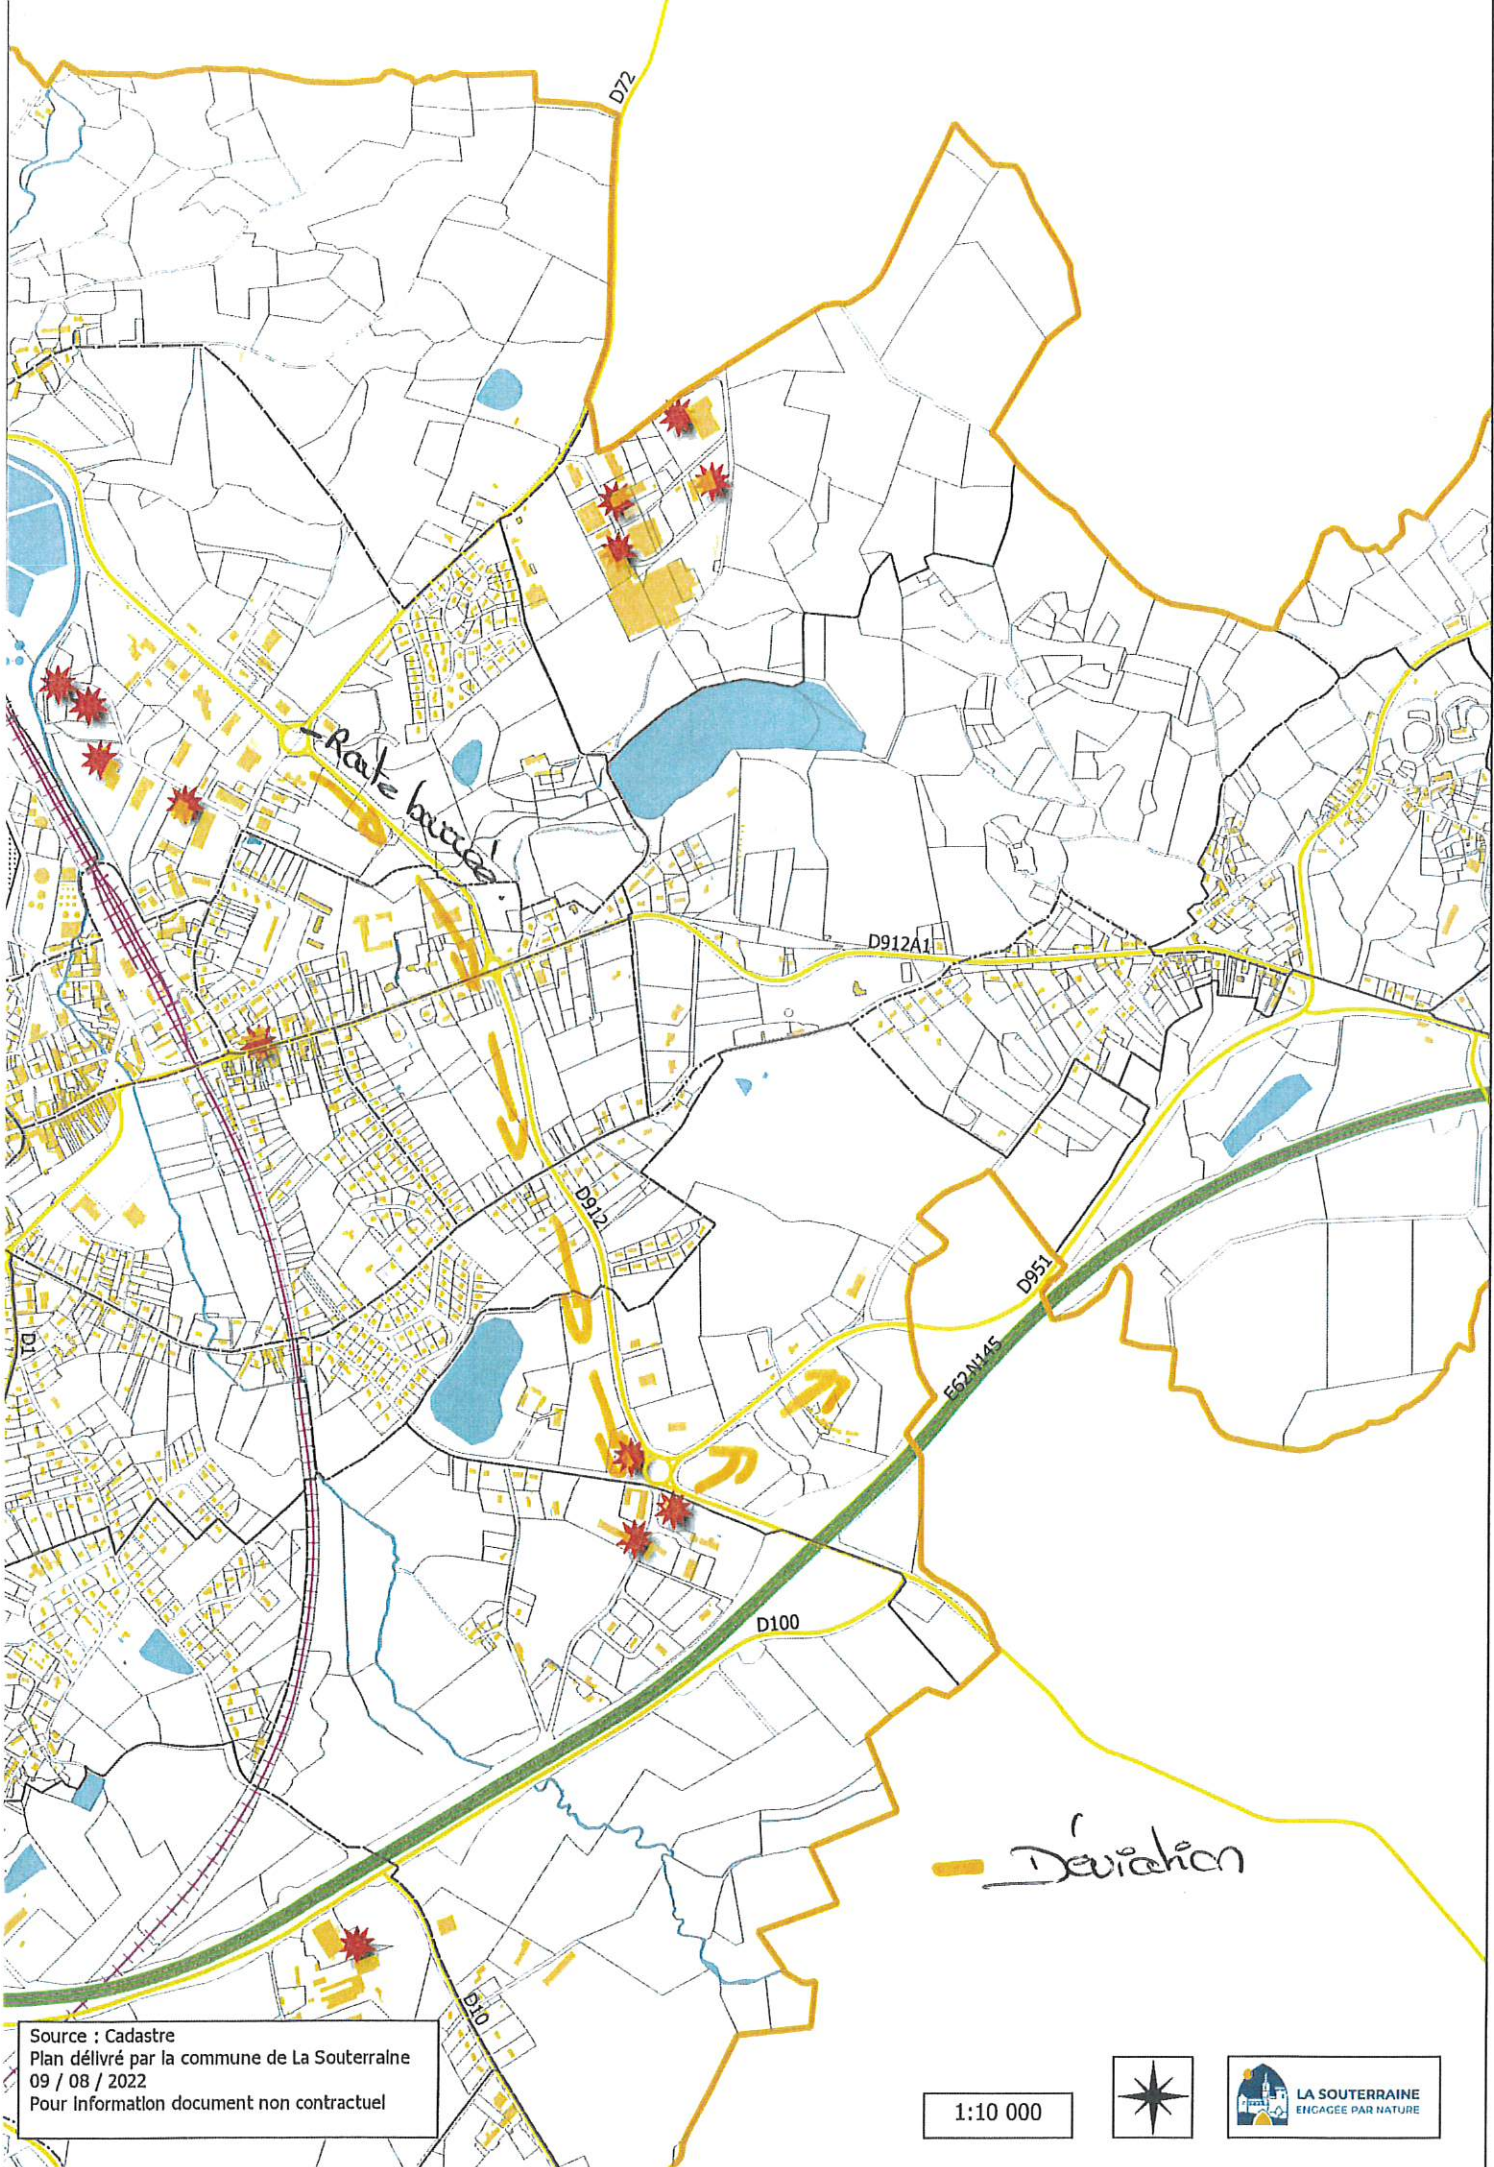 D72
Route barrée
D912A1
D912
D951
E62N145
D1
D100
Déviation
D10
Source : Cadastre
Plan délivré par la commune de La Souterraine
09 / 08 / 2022
Pour Information document non contractuel
1:10 000
LA SOUTERRAINE
ENGAGÉE PAR NATURE